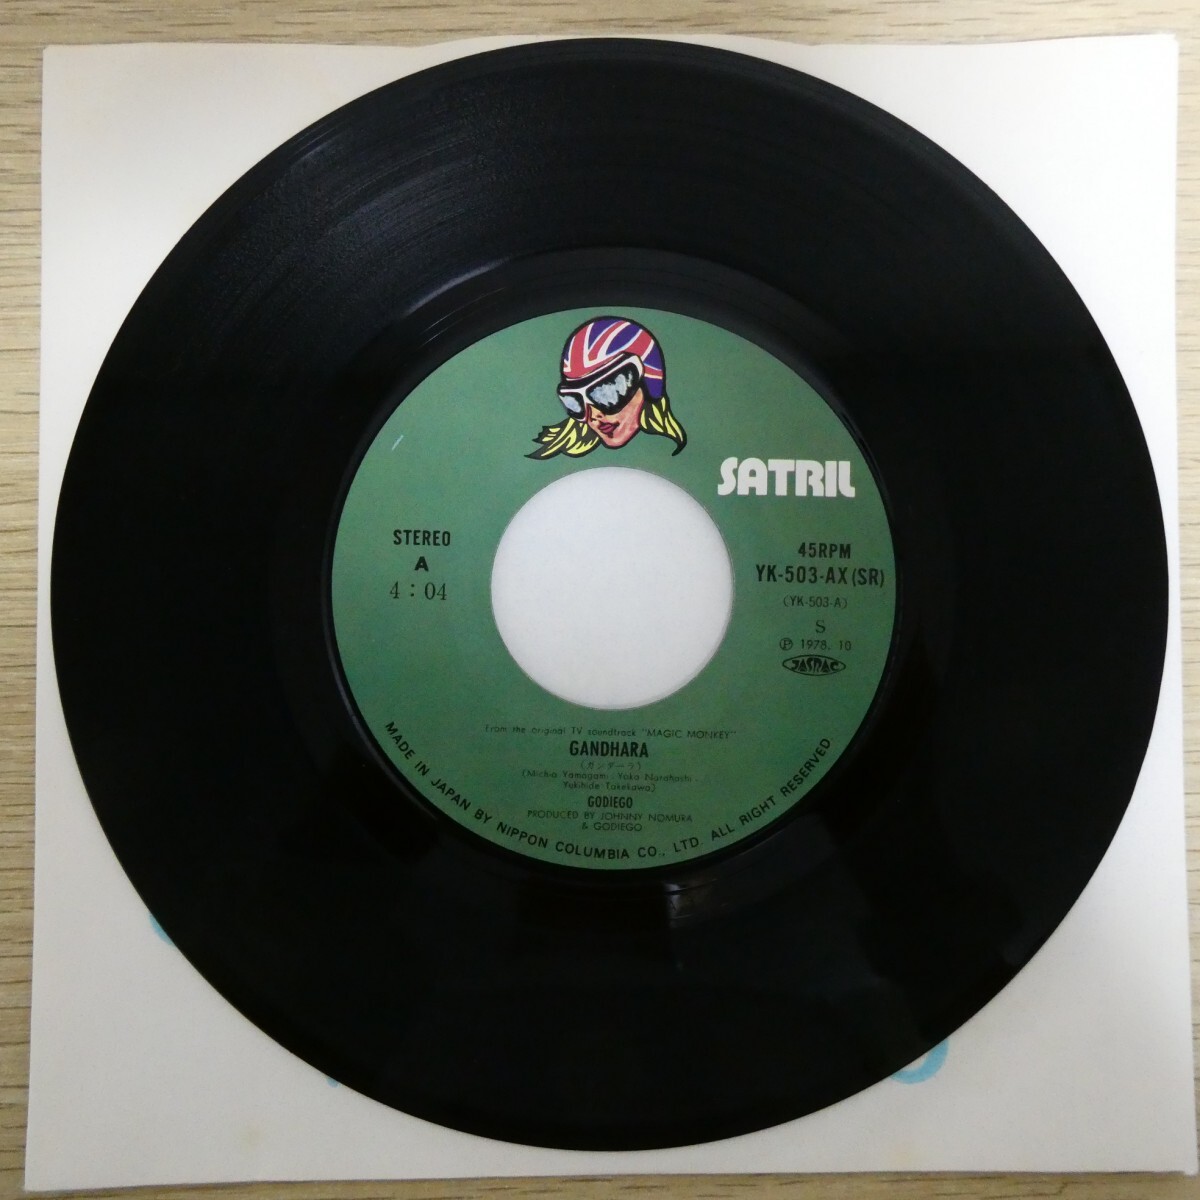 SATRIL
STEREO
A
4:04
45RPM
YK-503-AX(SR)
(YK-503-A)
S
Ⓟ 1978. 10
JASRAC
From the original TV soundtrack "MAGIC MONKEY"
GANDHARA
(ガンダーラ)
(Michio Yamagami · Yoko Narahashi
Yukihide Takekawa)
GODIEGO
PRODUCED BY JOHNNY NOMURA
& GODIEGO
MADE IN JAPAN BY NIPPON COLUMBIA CO., LTD. ALL RIGHT RESERVED